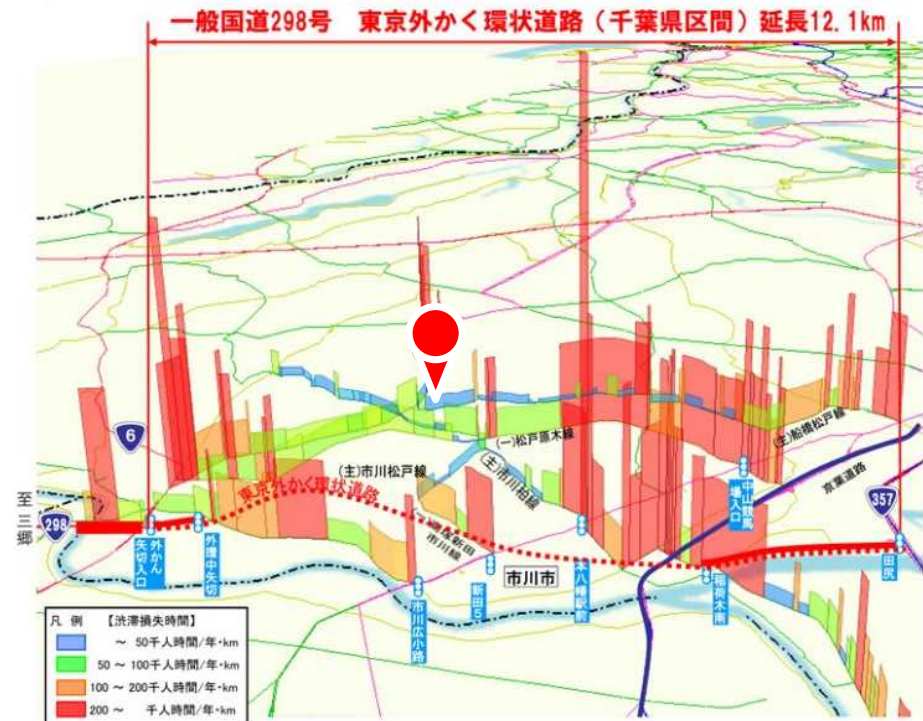 一般国道298号　東京外かく環状道路（千葉県区間）延長12.1km
6
(主)市川松戸線
東京外かく環状道路
(一)松戸原木線
(主)市川柏線
(主)船橋松戸線
京葉道路
中山競馬
場入口
357
至三郷
298
外かん
矢切入口
外環中矢切
市川広小路
新田5
市川市
本八幡駅前
稲荷木南
田尻
凡 例　【渋滞損失時間】
～ 50千人時間/年・km
50 ～ 100千人時間/年・km
100 ～ 200千人時間/年・km
200 ～ 千人時間/年・km